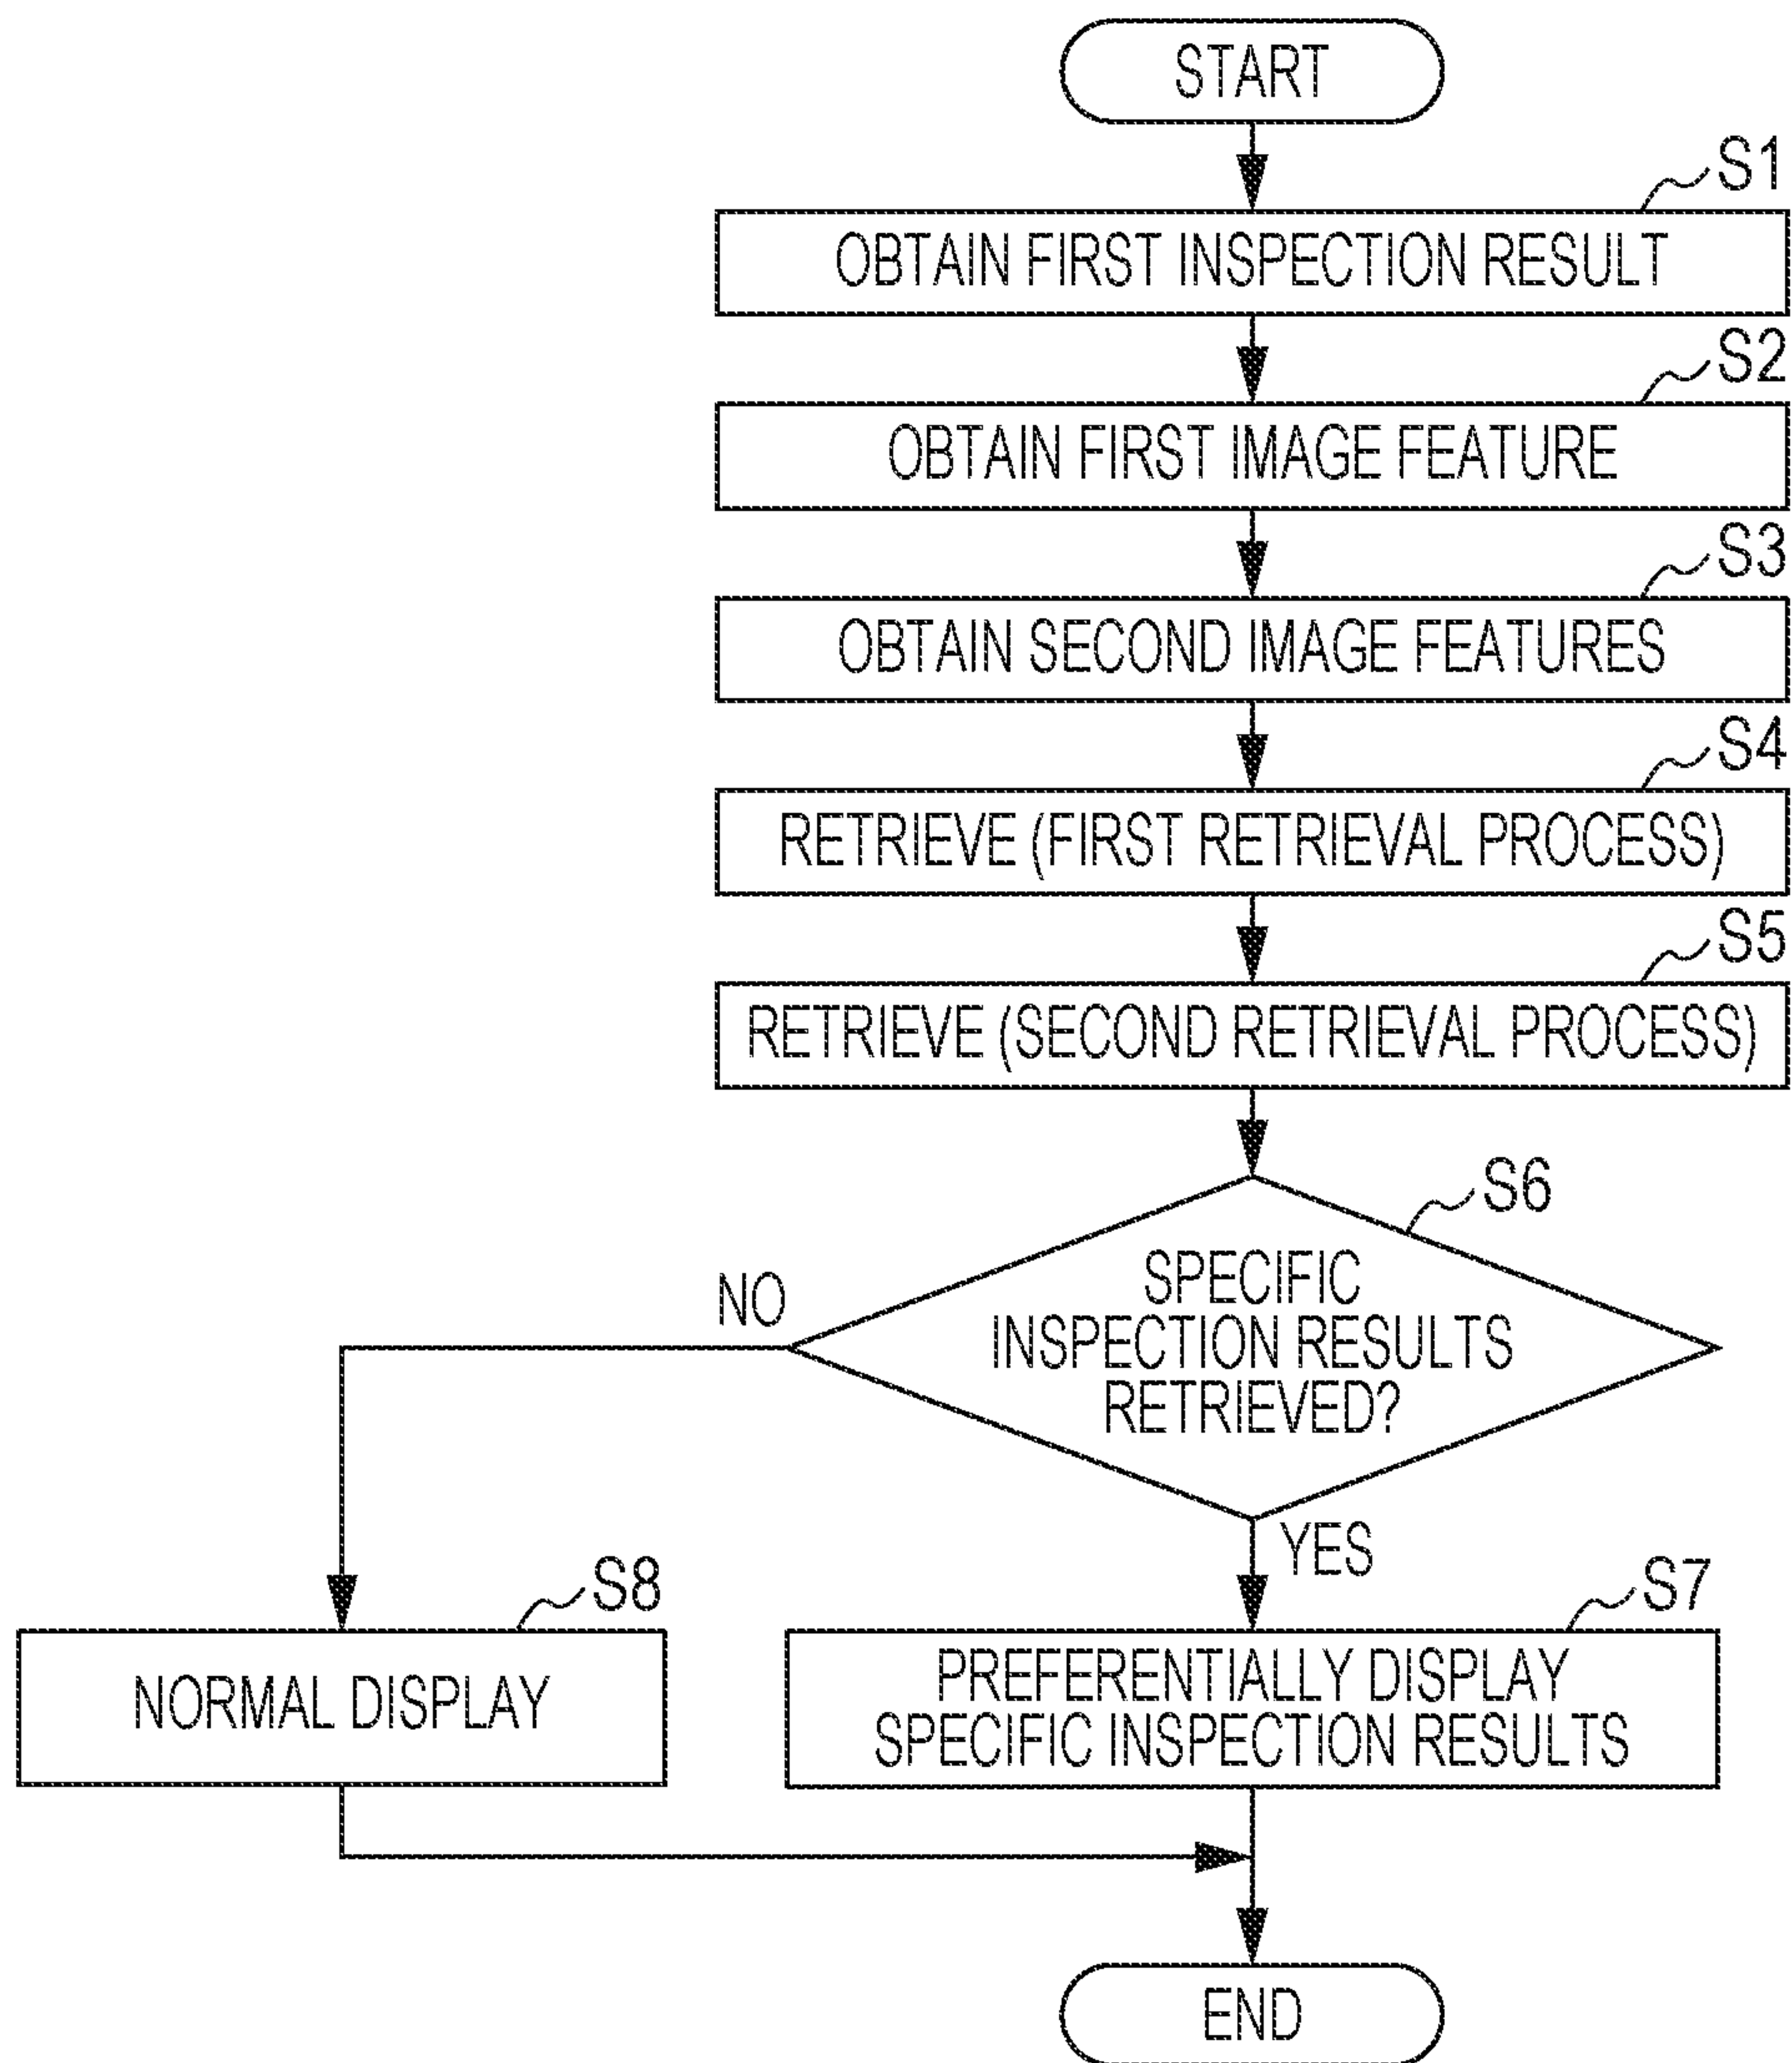 START
S1
OBTAIN FIRST INSPECTION RESULT
S2
OBTAIN FIRST IMAGE FEATURE
S3
OBTAIN SECOND IMAGE FEATURES
S4
RETRIEVE (FIRST RETRIEVAL PROCESS)
S5
RETRIEVE (SECOND RETRIEVAL PROCESS)
S6
SPECIFIC
INSPECTION RESULTS
RETRIEVED?
NO
YES
S8
NORMAL DISPLAY
S7
PREFERENTIALLY DISPLAY
SPECIFIC INSPECTION RESULTS
END